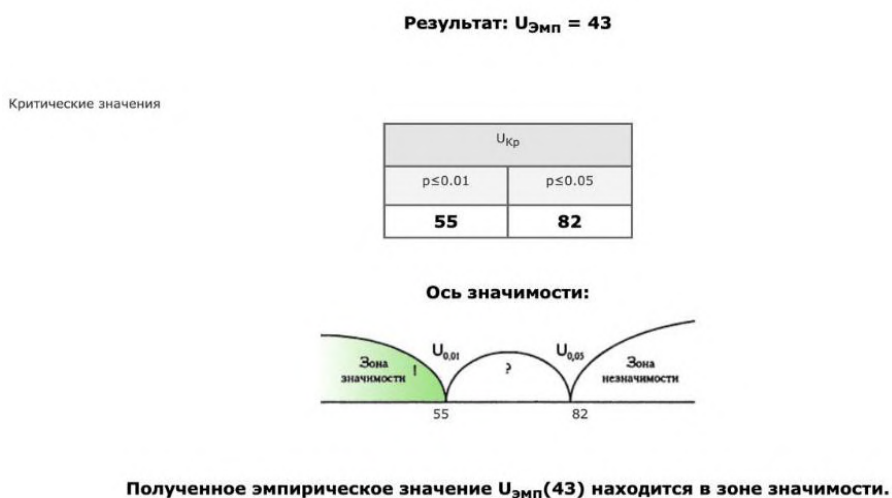 Результат: UЭмп = 43
Критические значения
UКр
p≤0.01 p≤0.05
55 82
Ось значимости:
U0,01 U0,05
Зона значимости !
?
Зона незначимости
55 82
Полученное эмпирическое значение Uэмп(43) находится в зоне значимости.